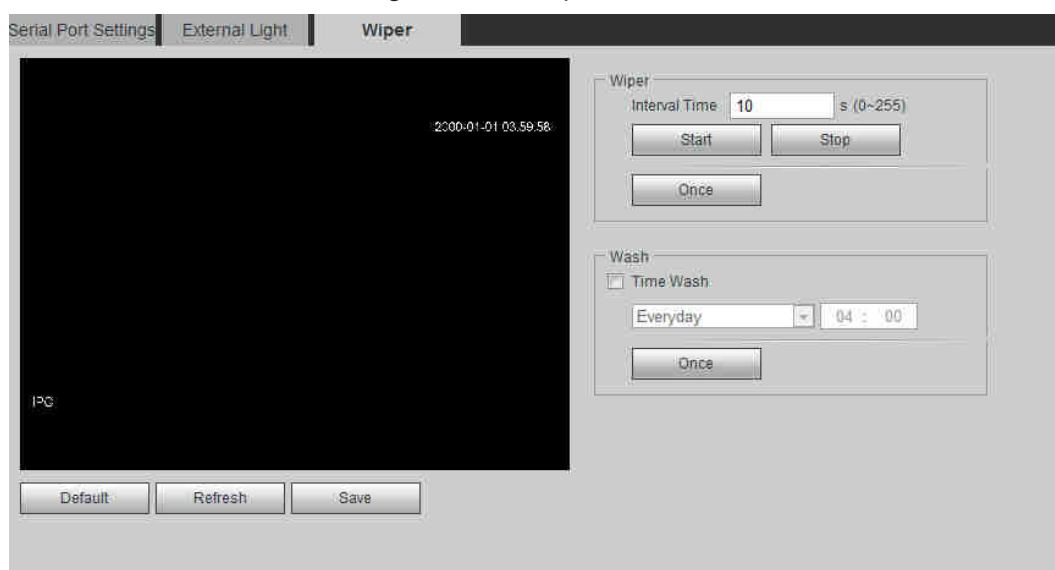 Serial Port Settings External Light Wiper
2000-01-01 03:59:58
IPC
Default Refresh Save
Wiper
Interval Time 10 s (0~255)
Start Stop
Once
Wash
Time Wash
Everyday 04 : 00
Once